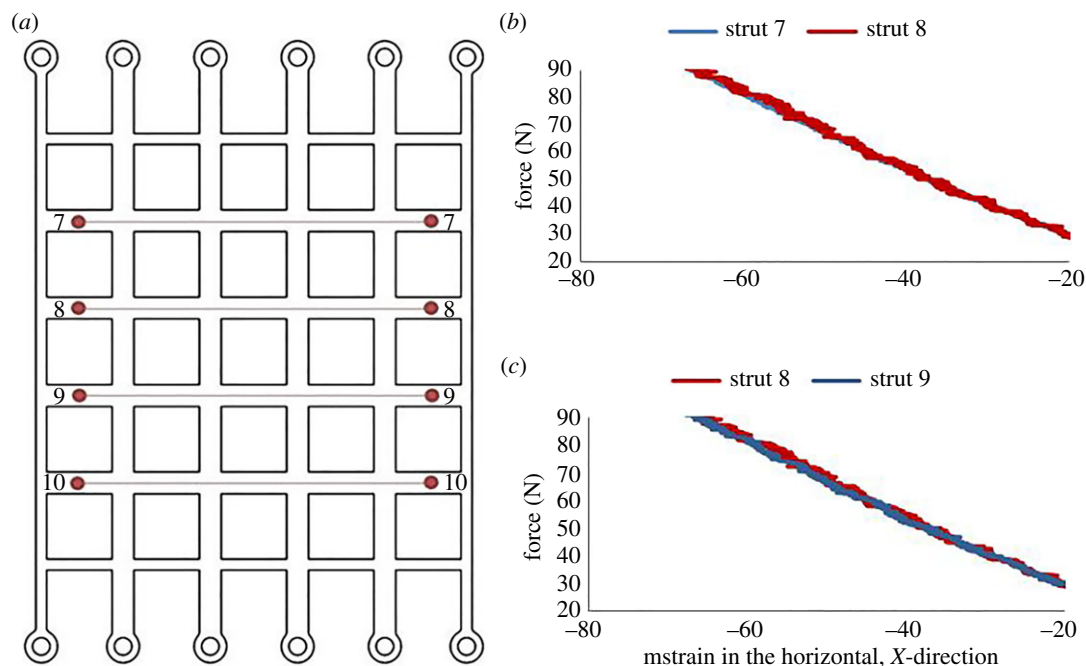 (a)
7 7
8 8
9 9
10 10
(b)
strut 7 strut 8
90
80
70
60
50
40
30
20
force (N)
–80 –60 –40 –20
(c)
strut 8 strut 9
90
80
70
60
50
40
30
20
force (N)
–80 –60 –40 –20
mstrain in the horizontal, X-direction